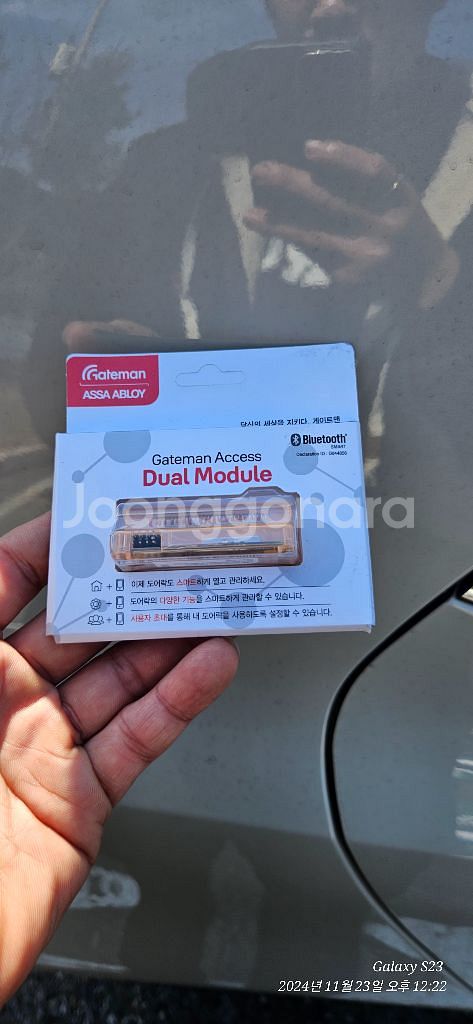 Gateman
ASSA ABLOY
당신의 세상을 지키다, 게이트맨
Bluetooth®
SMART
Declaration ID : D044856
Gateman Access
Dual Module
Joonggonara
이제 도어락도 스마트하게 열고 관리하세요.
도어락의 다양한 기능을 스마트하게 관리할 수 있습니다.
사용자 초대를 통해 내 도어락을 사용하도록 설정할 수 있습니다.
Galaxy S23
2024년 11월 23일 오후 12:22